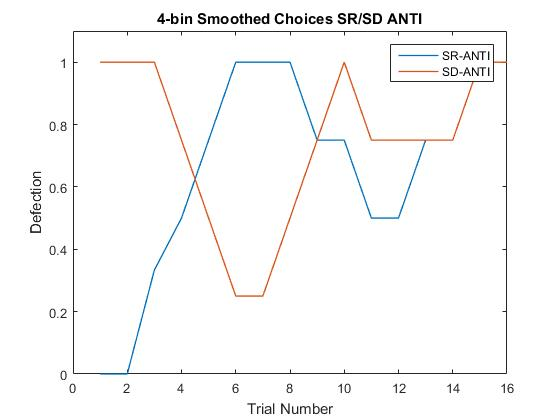 4-bin Smoothed Choices SR/SD ANTI
SR-ANTI
SD-ANTI
1
0.8
0.6
0.4
0.2
0
Defection
0 2 4 6 8 10 12 14 16
Trial Number